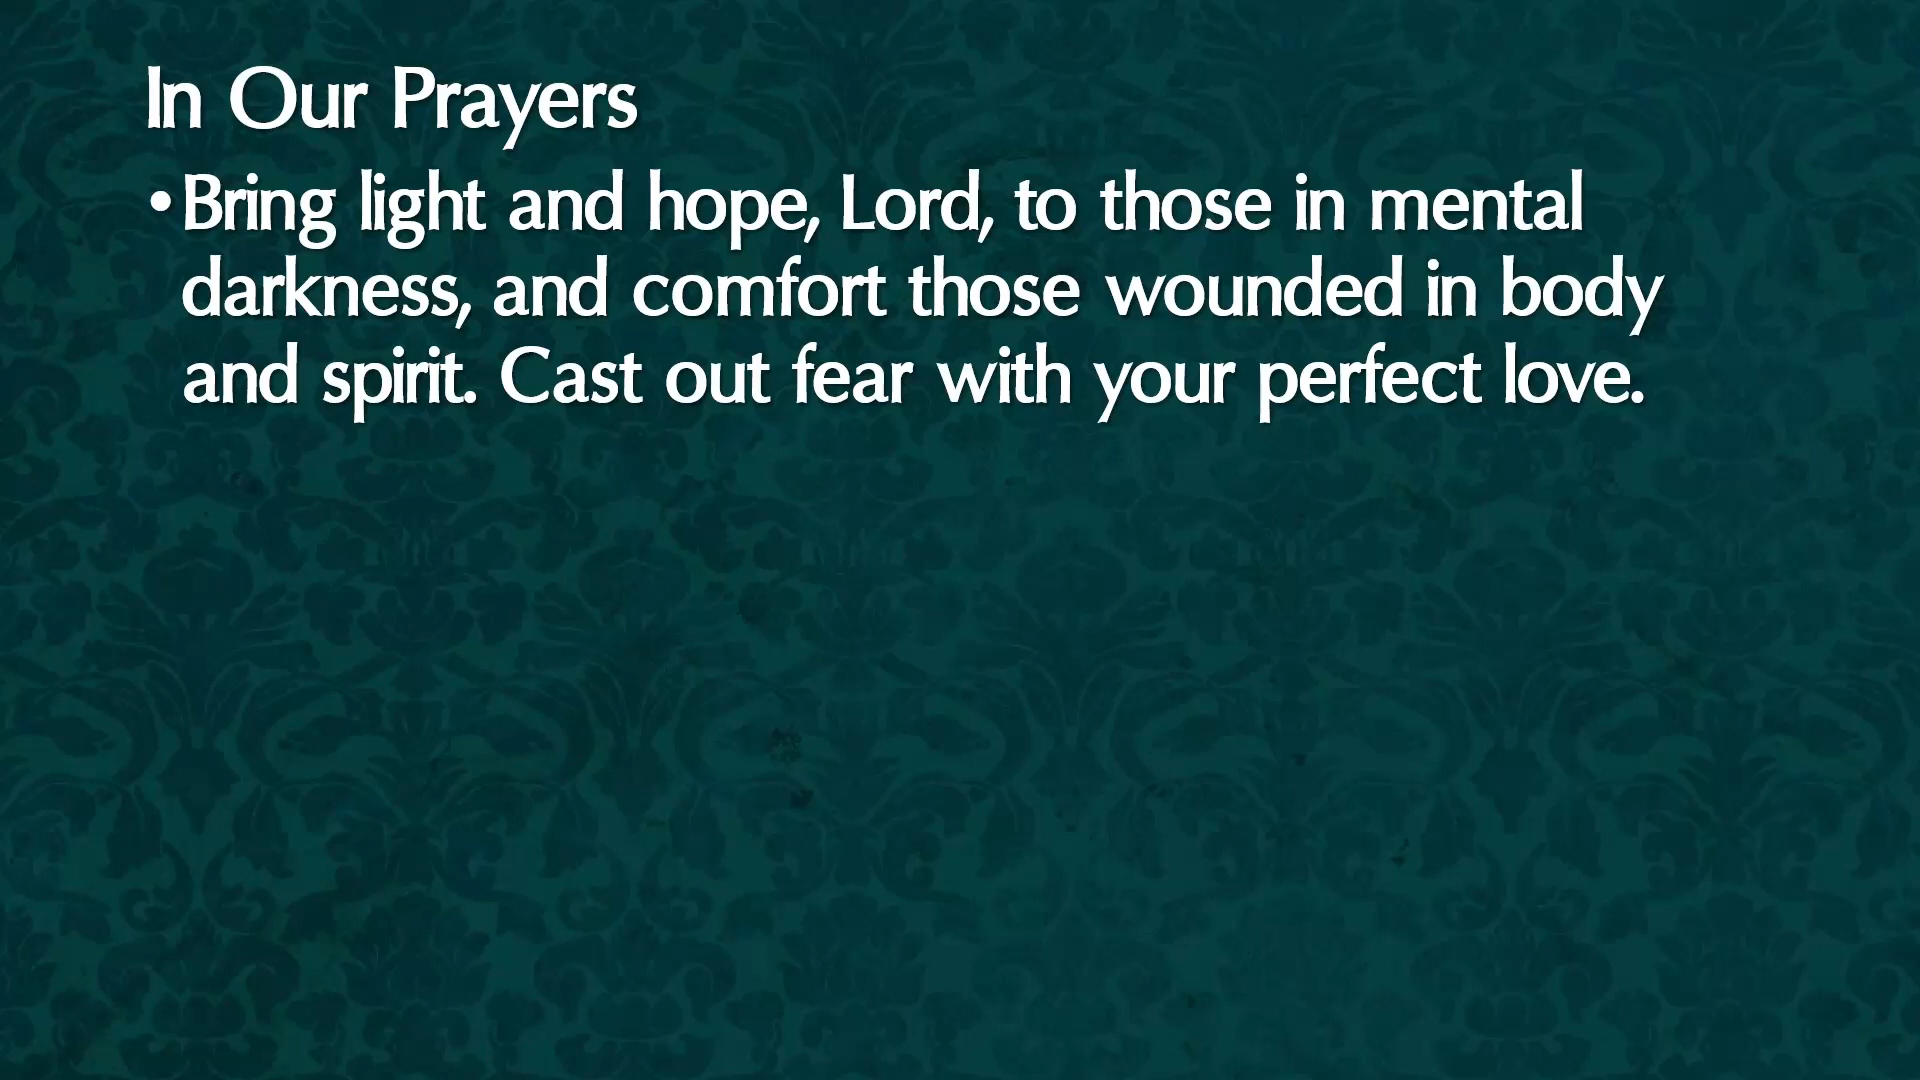 In Our Prayers
•Bring light and hope, Lord, to those in mental
darkness, and comfort those wounded in body
and spirit. Cast out fear with your perfect love.